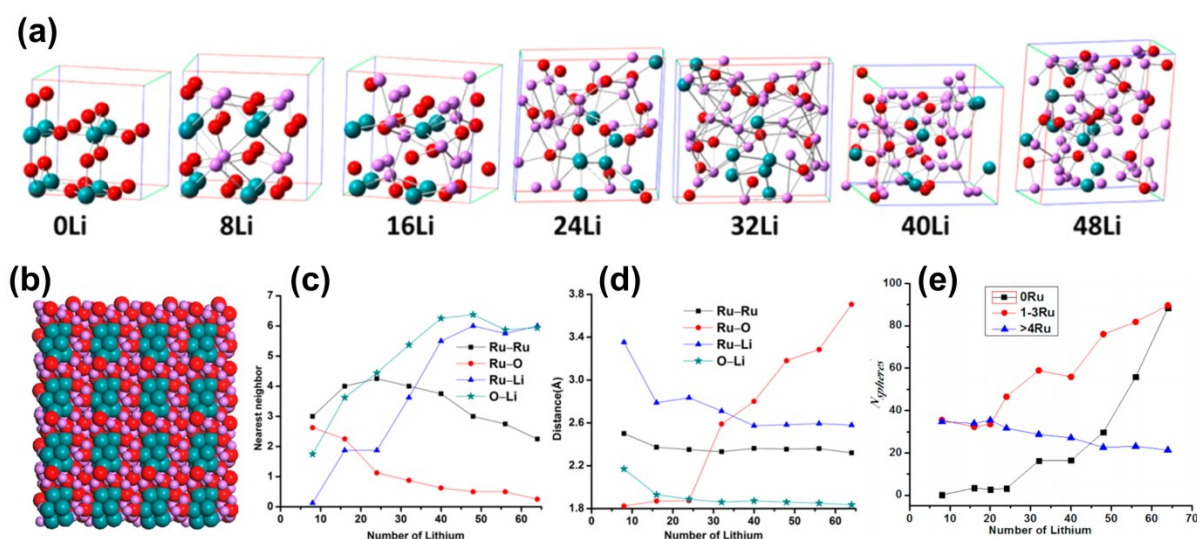 (a)
0Li 8Li 16Li 24Li 32Li 40Li 48Li
(b)
(c)
Nearest neighbor
7
6
5
4
3
2
1
0
Ru–Ru
Ru–O
Ru–Li
O–Li
0 10 20 30 40 50 60
Number of Lithium
(d)
Distance(Å)
3.8
3.4
3.0
2.6
2.2
1.8
Ru–Ru
Ru–O
Ru–Li
O–Li
0 10 20 30 40 50 60
Number of Lithium
(e)
Nspheres
100
80
60
40
20
0
0Ru
1-3Ru
>4Ru
0 10 20 30 40 50 60 70
Number of Lithium